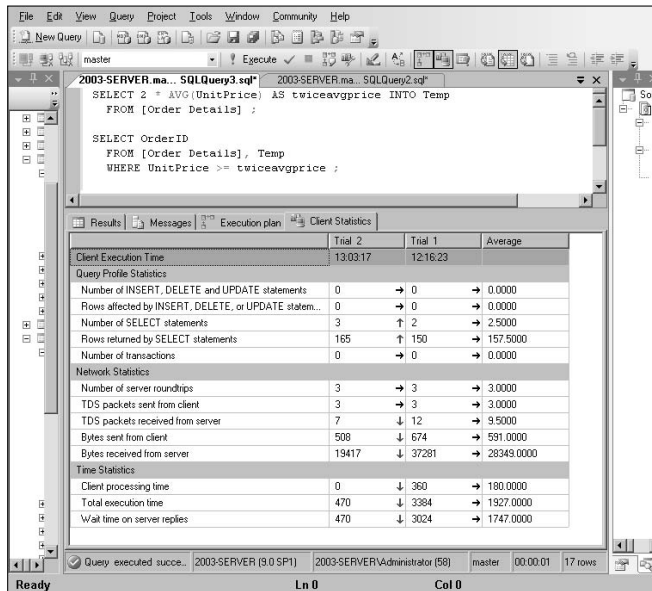 File Edit View Query Project Tools Window Community Help
New Query
master Execute
2003-SERVER.ma... SQLQuery3.sql* 2003-SERVER.ma... SQLQuery2.sql*
SELECT 2 * AVG(UnitPrice) AS twiceavgprice INTO Temp
FROM [Order Details] ;
SELECT OrderID
FROM [Order Details], Temp
WHERE UnitPrice >= twiceavgprice ;
Results Messages Execution plan Client Statistics
Trial 2 Trial 1 Average
Client Execution Time 13:03:17 12:16:23
Query Profile Statistics
Number of INSERT, DELETE and UPDATE statements 0 → 0 → 0.0000
Rows affected by INSERT, DELETE, or UPDATE statem... 0 → 0 → 0.0000
Number of SELECT statements 3 ↑ 2 → 2.5000
Rows returned by SELECT statements 165 ↑ 150 → 157.5000
Number of transactions 0 → 0 → 0.0000
Network Statistics
Number of server roundtrips 3 → 3 → 3.0000
TDS packets sent from client 3 → 3 → 3.0000
TDS packets received from server 7 ↓ 12 → 9.5000
Bytes sent from client 508 ↓ 674 → 591.0000
Bytes received from server 19417 ↓ 37281 → 28349.0000
Time Statistics
Client processing time 0 ↓ 360 → 180.0000
Total execution time 470 ↓ 3384 → 1927.0000
Wait time on server replies 470 ↓ 3024 → 1747.0000
Query executed succe... 2003-SERVER (9.0 SP1) 2003-SERVER\Administrator (58) master 00:00:01 17 rows
Ready Ln 0 Col 0
So